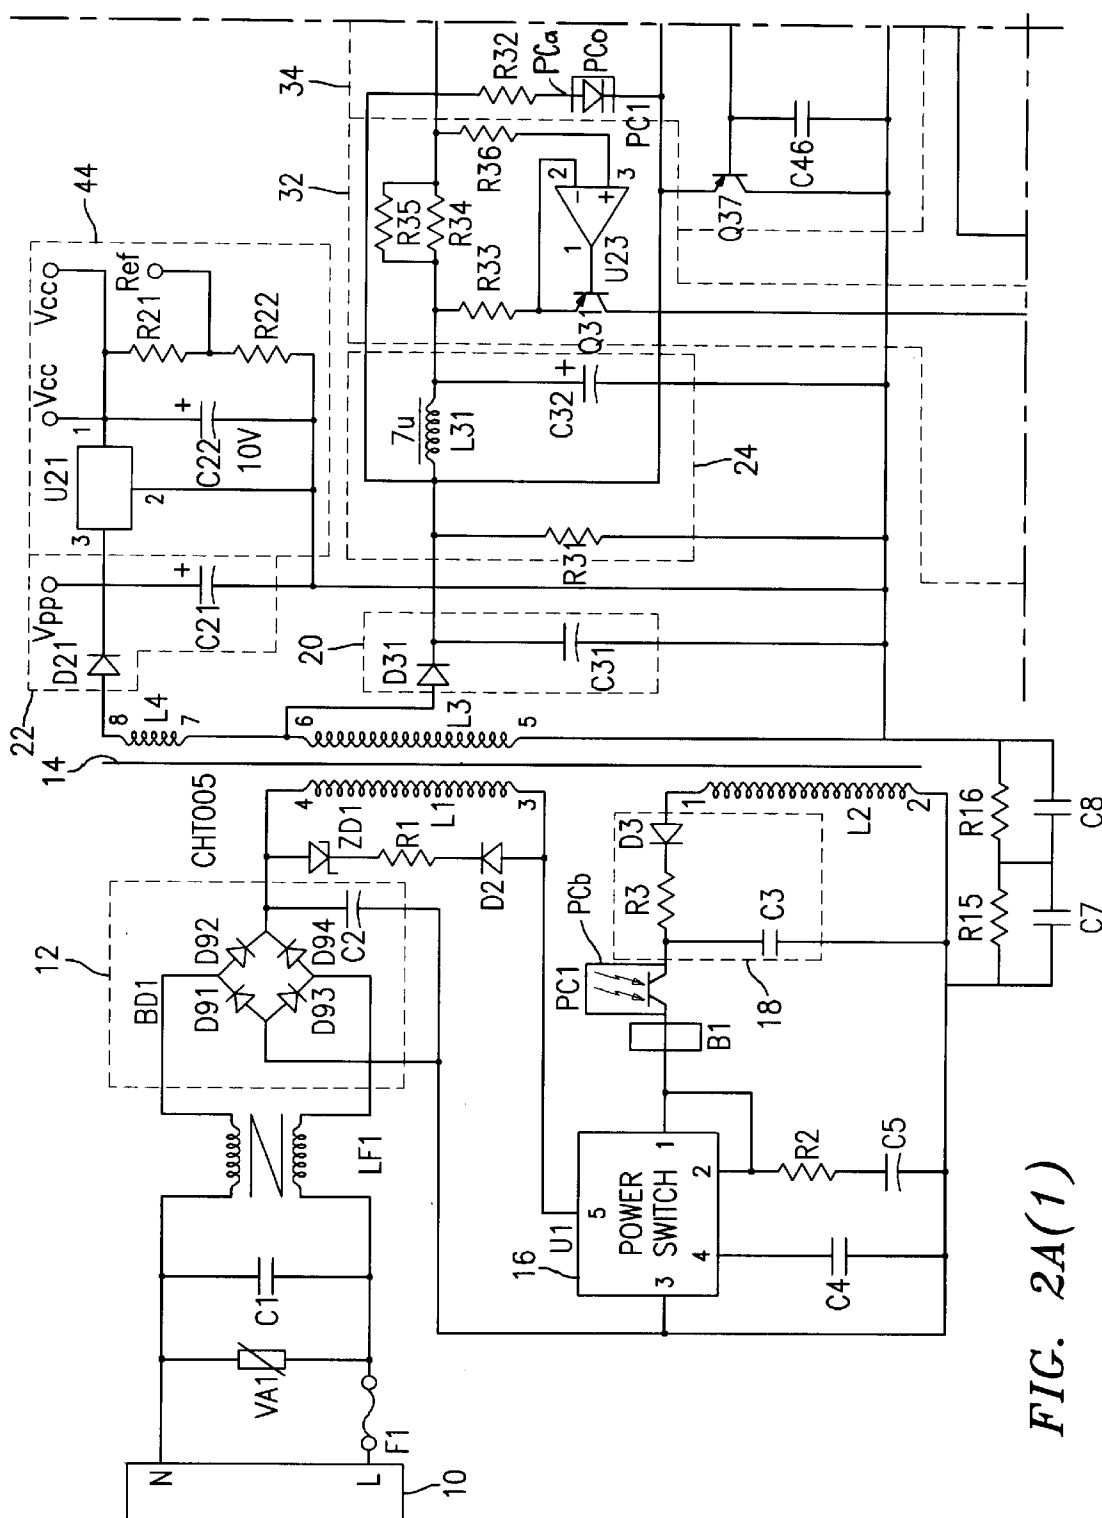 44
Vcc
Vcc
Ref
R21
R22
1
U21
3
2
+
C22
10V
Vpp
+
C21
D21
22
8
L4
7
14
34
32
R32
PCa
PCo
PC1
R36
R35
R34
2
3
−
+
1
U23
R33
Q31
Q37
C46
7u
L31
+
C32
24
R31
20
D31
C31
6
L3
5
R16
C8
R15
C7
CHT005
4
L1
3
ZD1
R1
D2
12
BD1
D92
D94
D91
D93
C2
LF1
C1
VA1
F1
N
L
10
1
L2
2
D3
R3
C3
18
PCb
PC1
B1
16
U1
5
POWER
SWITCH
1
2
3
4
R2
C5
C4
FIG. 2A(1)